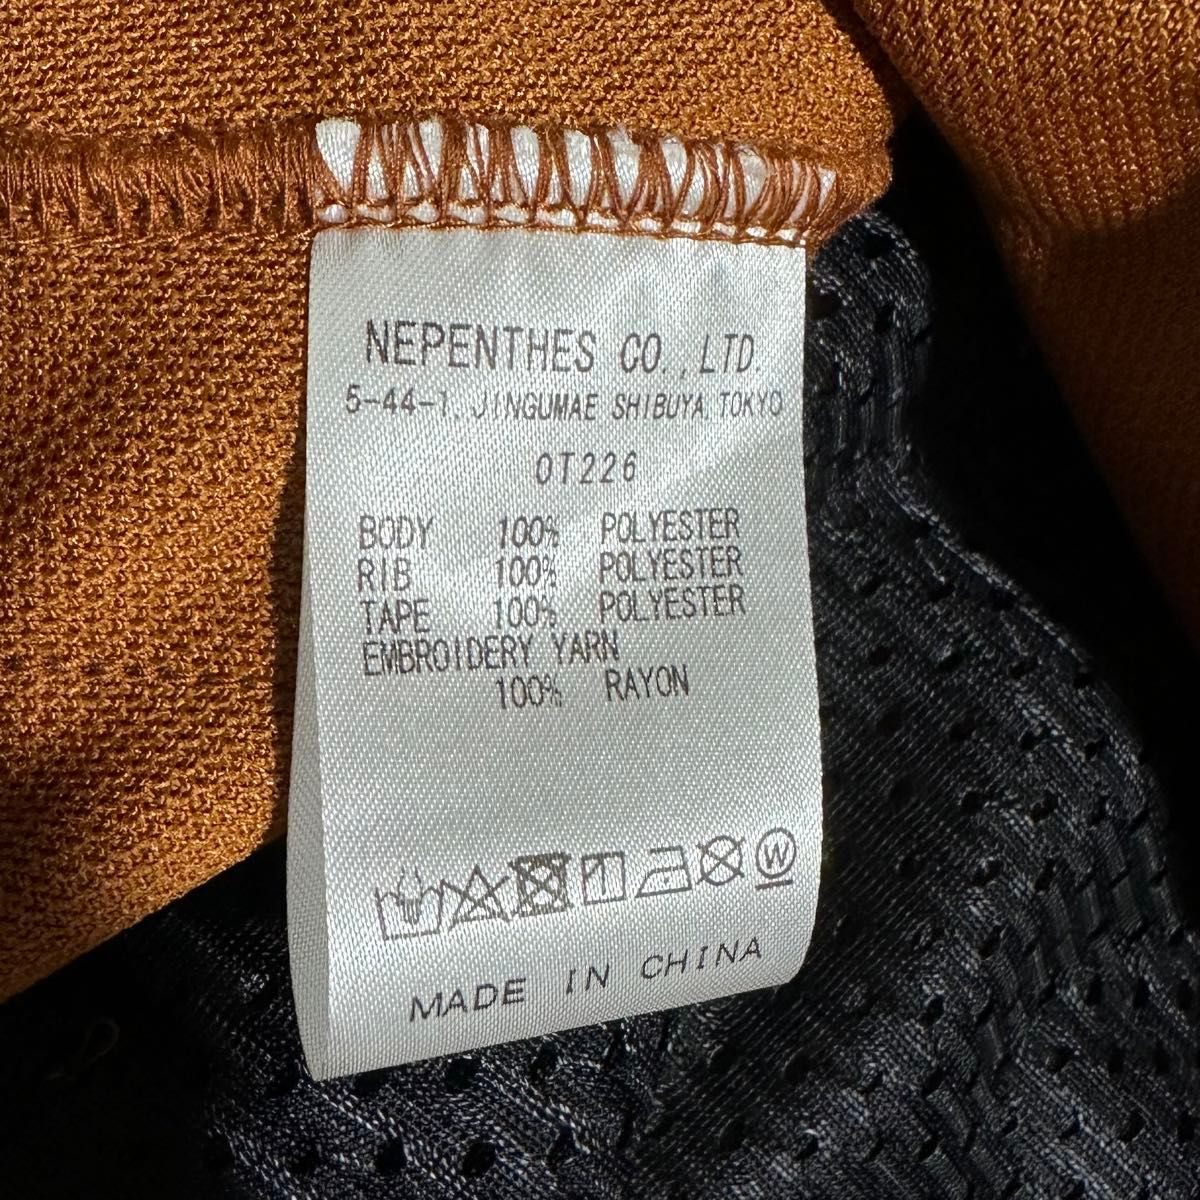 NEPENTHES CO., LTD.
5-44-1, JINGUMAE SHIBUYA TOKYO
OT226
BODY 100% POLYESTER
RIB 100% POLYESTER
TAPE 100% POLYESTER
EMBROIDERY YARN
100% RAYON
W
MADE IN CHINA